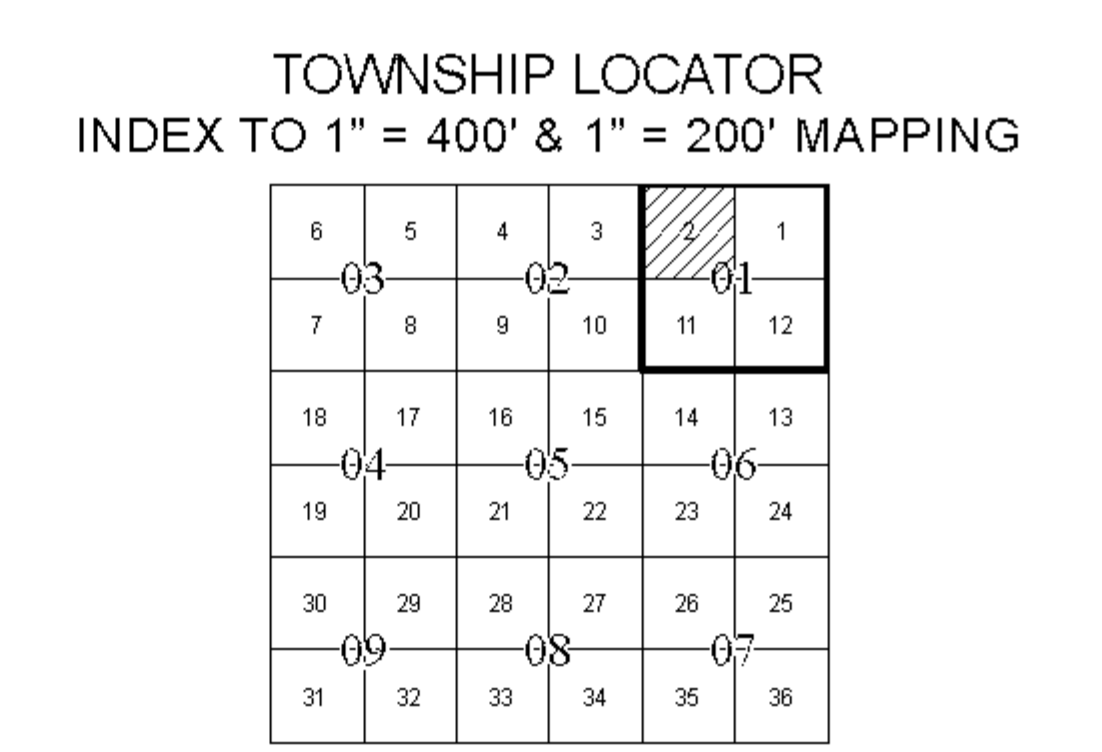 TOWNSHIP LOCATOR
INDEX TO 1” = 400' & 1” = 200' MAPPING
6 5 4 3 2 1
03 02 01
7 8 9 10 11 12
18 17 16 15 14 13
04 05 06
19 20 21 22 23 24
30 29 28 27 26 25
09 08 07
31 32 33 34 35 36